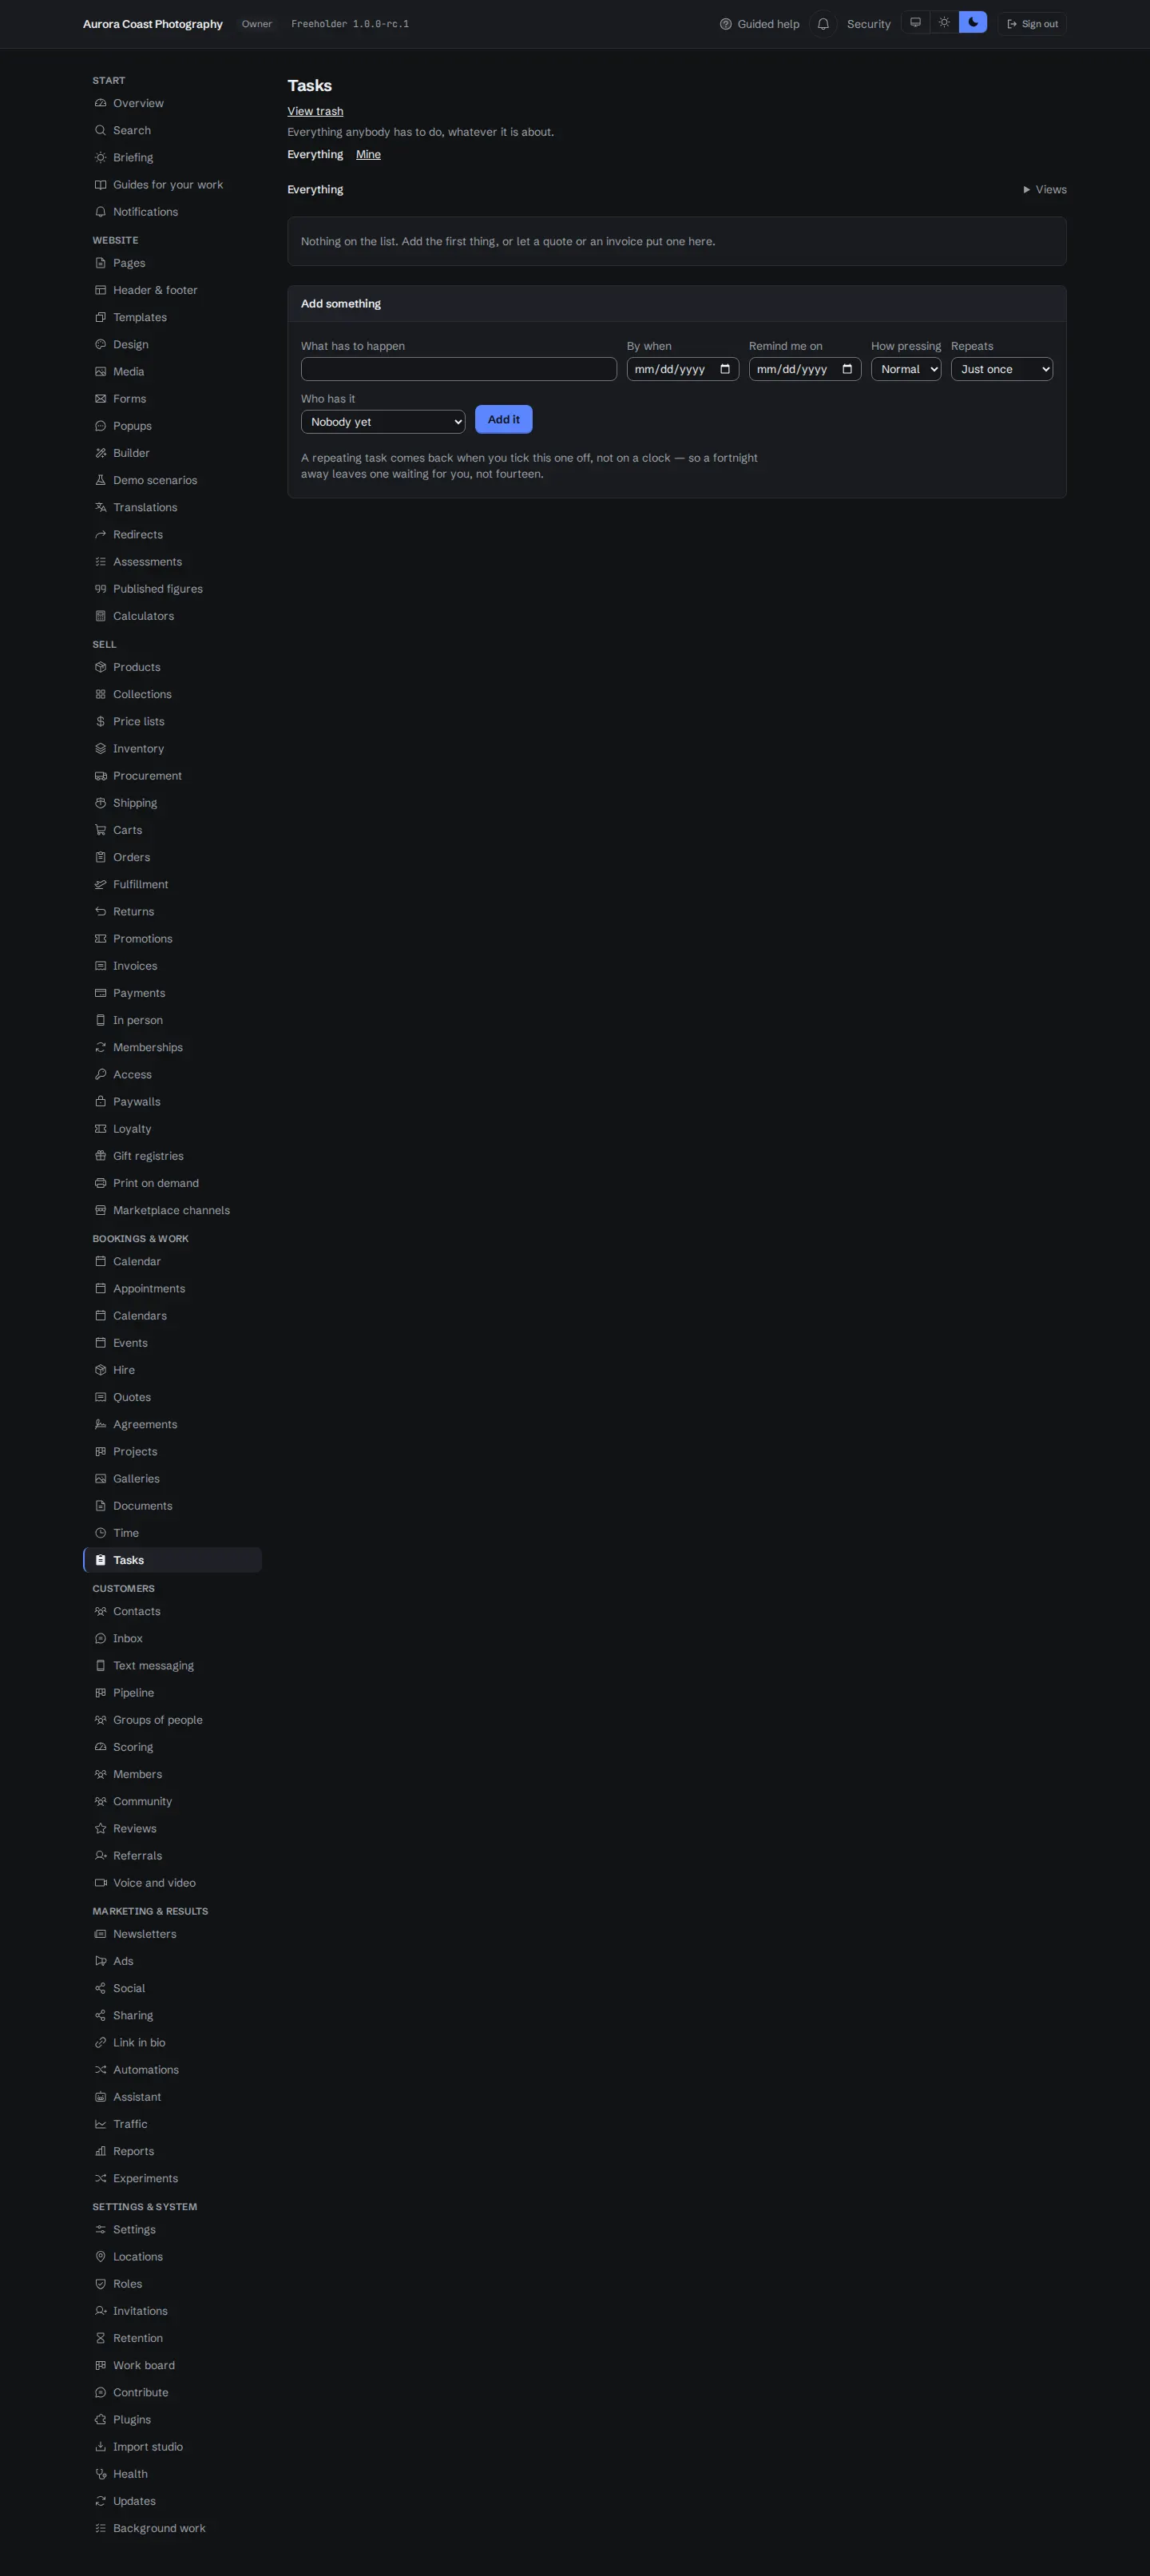 Aurora Coast Photography Owner Freeholder 1.0.0-rc.1 Guided help Security Sign out
START
Overview
Search
Briefing
Guides for your work
Notifications
WEBSITE
Pages
Header & footer
Templates
Design
Media
Forms
Popups
Builder
Demo scenarios
Translations
Redirects
Assessments
Published figures
Calculators
SELL
Products
Collections
Price lists
Inventory
Procurement
Shipping
Carts
Orders
Fulfillment
Returns
Promotions
Invoices
Payments
In person
Memberships
Access
Paywalls
Loyalty
Gift registries
Print on demand
Marketplace channels
BOOKINGS & WORK
Calendar
Appointments
Calendars
Events
Hire
Quotes
Agreements
Projects
Galleries
Documents
Time
Tasks
CUSTOMERS
Contacts
Inbox
Text messaging
Pipeline
Groups of people
Scoring
Members
Community
Reviews
Referrals
Voice and video
MARKETING & RESULTS
Newsletters
Ads
Social
Sharing
Link in bio
Automations
Assistant
Traffic
Reports
Experiments
SETTINGS & SYSTEM
Settings
Locations
Roles
Invitations
Retention
Work board
Contribute
Plugins
Import studio
Health
Updates
Background work
Tasks
View trash
Everything anybody has to do, whatever it is about.
Everything Mine
Everything Views
Nothing on the list. Add the first thing, or let a quote or an invoice put one here.
Add something
What has to happen By when Remind me on How pressing Repeats
mm/dd/yyyy mm/dd/yyyy Normal Just once
Who has it
Nobody yet Add it
A repeating task comes back when you tick this one off, not on a clock — so a fortnight
away leaves one waiting for you, not fourteen.